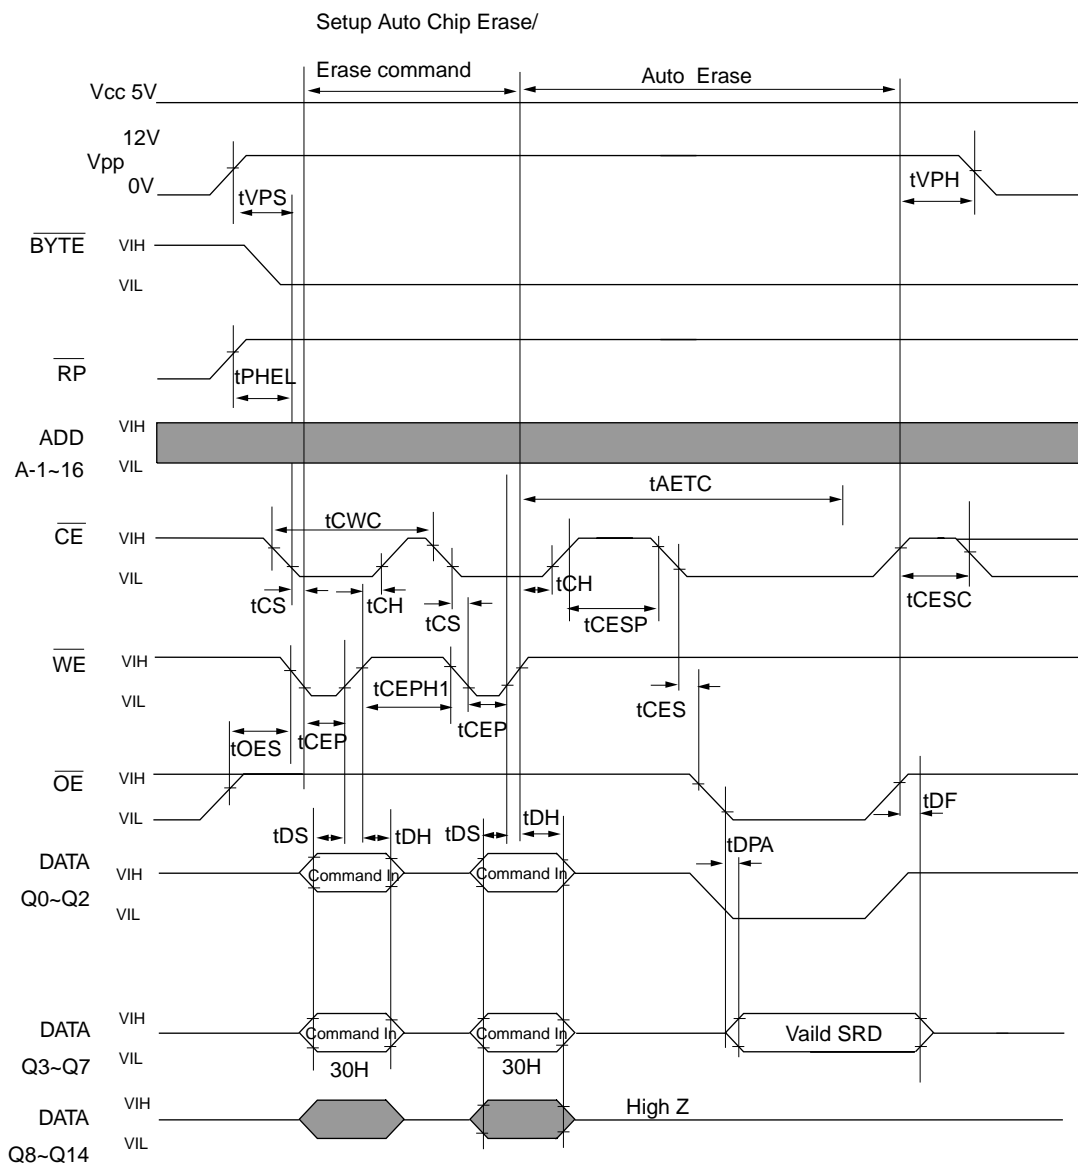 Setup Auto Chip Erase/
Erase command
Auto Erase
Vcc 5V
12V
Vpp
0V
tVPS
tVPH
BYTE
VIH
VIL
RP
tPHEL
ADD
A-1~16
VIH
VIL
tAETC
CE
VIH
VIL
tCWC
tCS
tCH
tCS
tCH
tCESP
tCESC
WE
VIH
VIL
tCEPH1
tCES
tOES
tCEP
tCEP
OE
VIH
VIL
tDF
tDS
tDH
tDS
tDH
tDPA
DATA
Q0~Q2
VIH
VIL
Command In
Command In
DATA
Q3~Q7
VIH
VIL
Command In
Command In
Vaild SRD
30H
30H
DATA
Q8~Q14
VIH
VIL
High Z